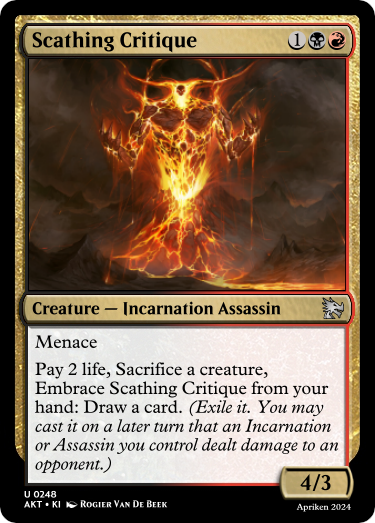 Scathing Critique 1
Creature — Incarnation Assassin
Menace
Pay 2 life, Sacrifice a creature,
Embrace Scathing Critique from your
hand: Draw a card. (Exile it. You may
cast it on a later turn that an Incarnation
or Assassin you control dealt damage to an
opponent.)
4/3
U 0248
AKT • KI Rogier Van De Beek
Apriken 2024